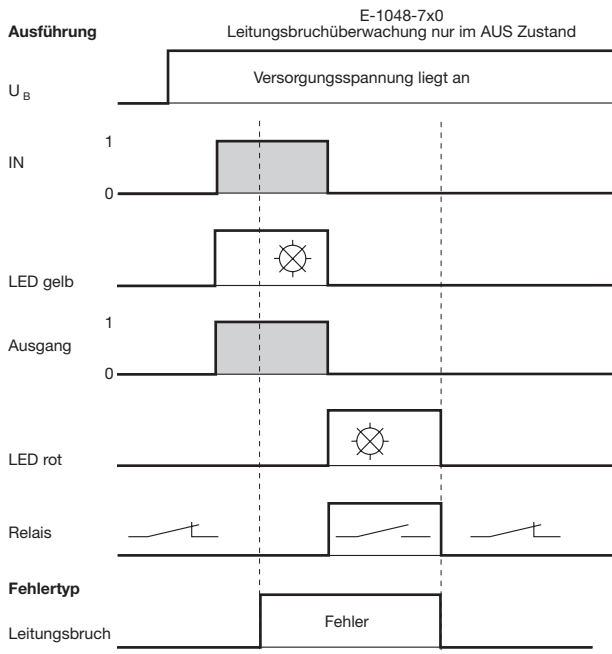 E-1048-7x0
Ausführung Leitungsbruchüberwachung nur im AUS Zustand
Versorgungsspannung liegt an
U B
1
IN
0
LED gelb
1
Ausgang
0
LED rot
Relais
Fehlertyp
Fehler
Leitungsbruch